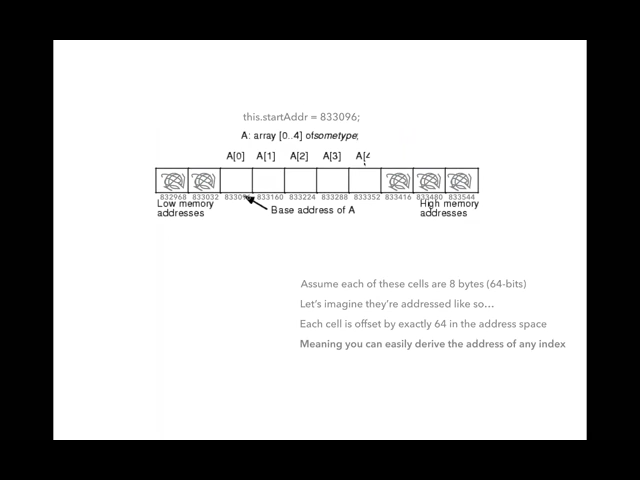 this.startAddr = 833096;
A: array [0..4] of sometype;
A[0] A[1] A[2] A[3] A[4
832968 833032 833096 833160 833224 833288 833352 833416 833480 833544
Low memory addresses
Base address of A
High memory addresses
Assume each of these cells are 8 bytes (64-bits)
Let's imagine they're addressed like so…
Each cell is offset by exactly 64 in the address space
Meaning you can easily derive the address of any index